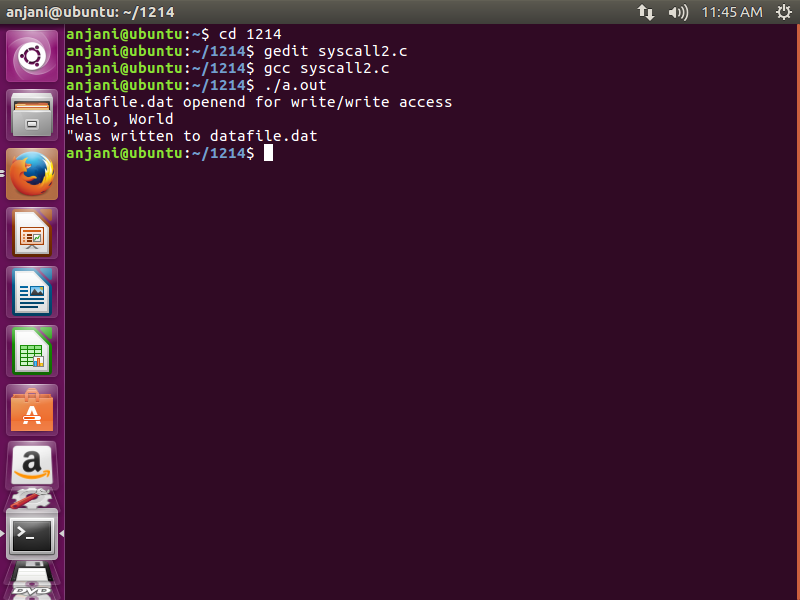 anjani@ubuntu: ~/1214
11:45 AM
anjani@ubuntu:~$ cd 1214
anjani@ubuntu:~/1214$ gedit syscall2.c
anjani@ubuntu:~/1214$ gcc syscall2.c
anjani@ubuntu:~/1214$ ./a.out
datafile.dat openend for write/write access
Hello, World
"was written to datafile.dat
anjani@ubuntu:~/1214$
a
>_
DVD